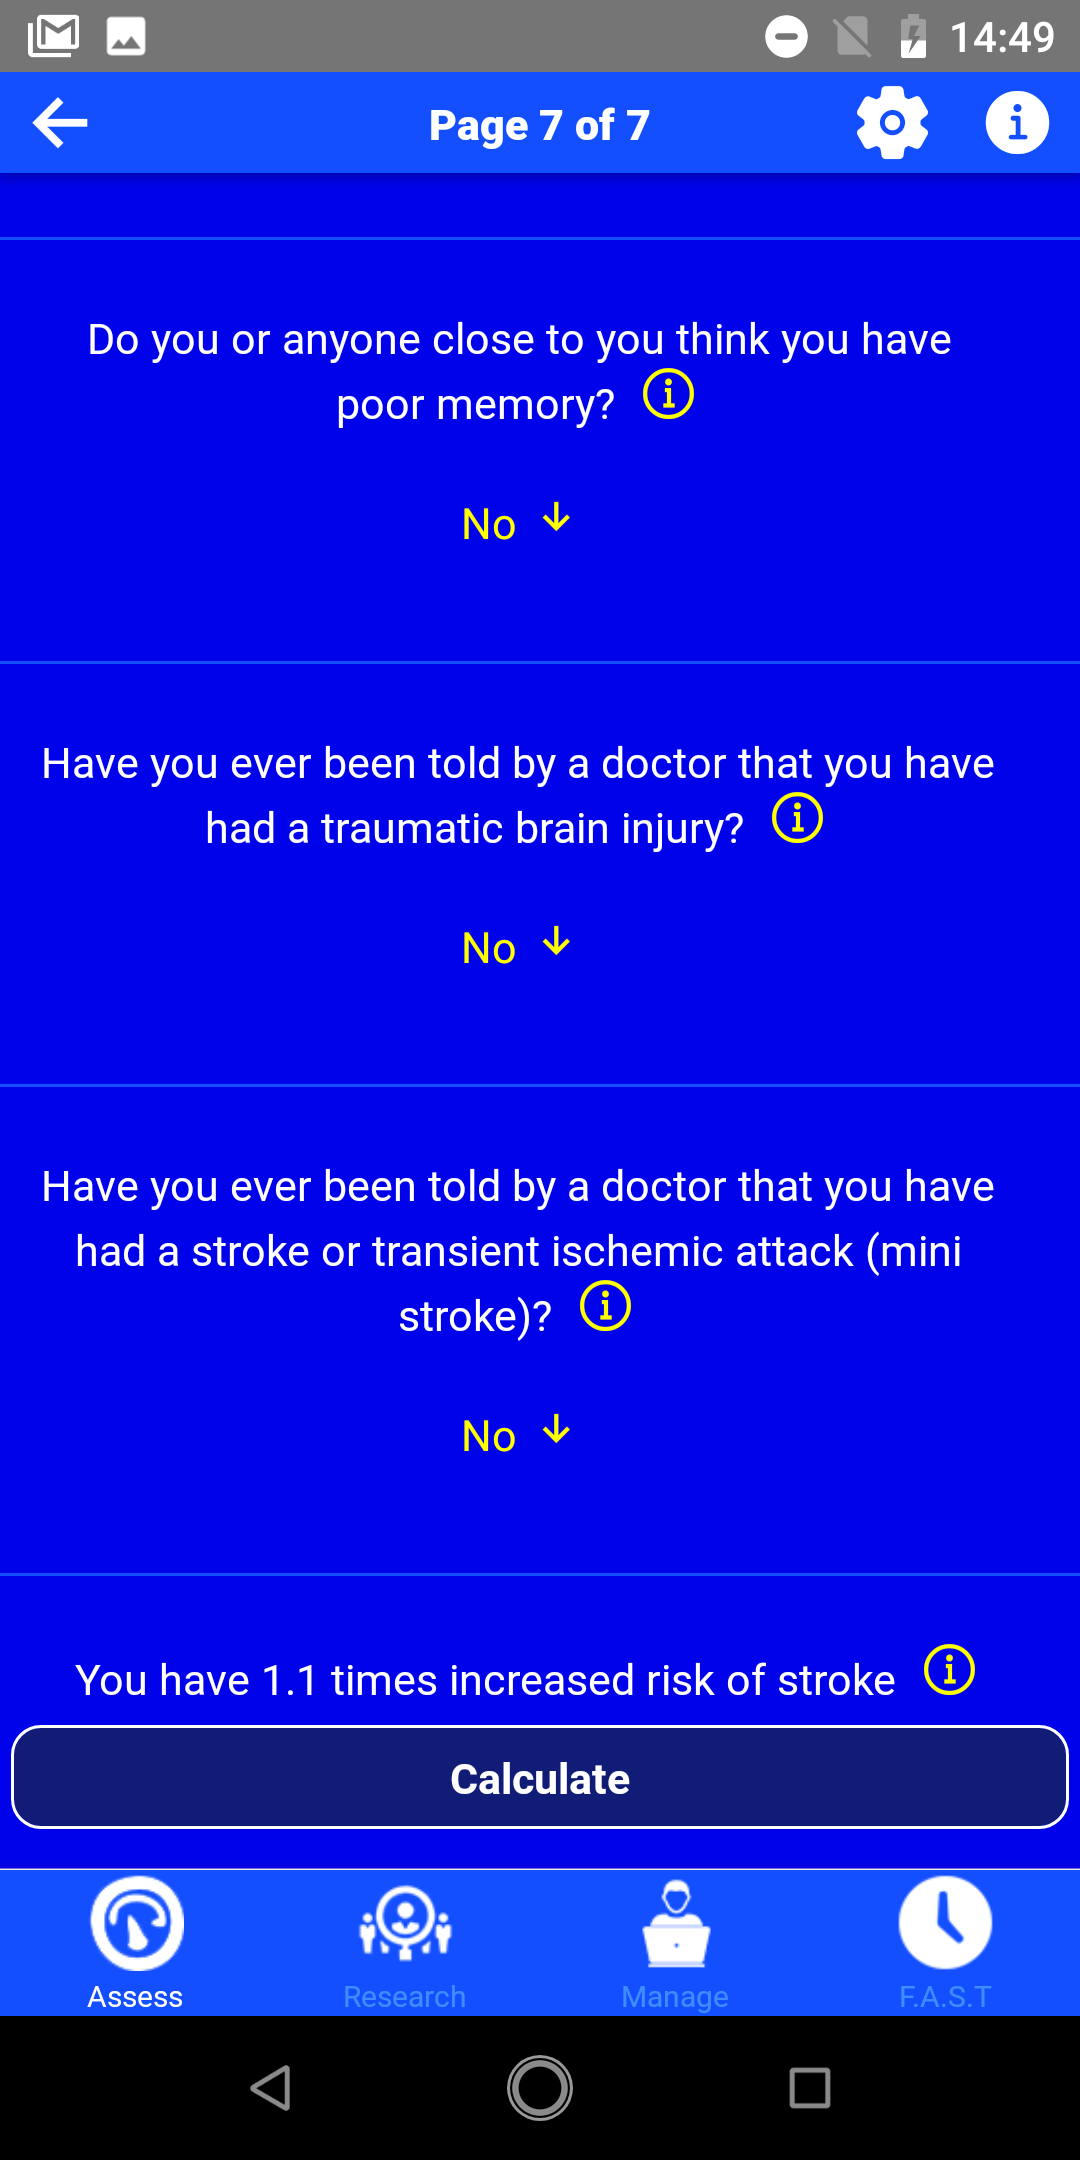 14:49
Page 7 of 7
Do you or anyone close to you think you have
poor memory?
No
Have you ever been told by a doctor that you have
had a traumatic brain injury?
No
Have you ever been told by a doctor that you have
had a stroke or transient ischemic attack (mini
stroke)?
No
You have 1.1 times increased risk of stroke
Calculate
Assess Research Manage F.A.S.T